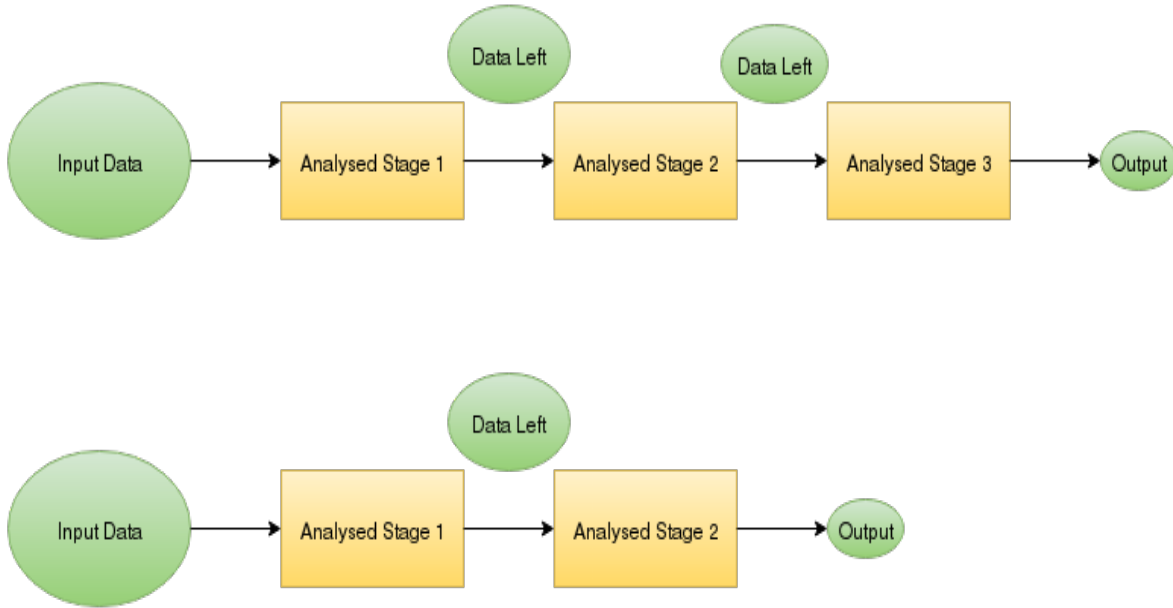 Data Left
Data Left
Input Data
Analysed Stage 1
Analysed Stage 2
Analysed Stage 3
Output
Data Left
Input Data
Analysed Stage 1
Analysed Stage 2
Output